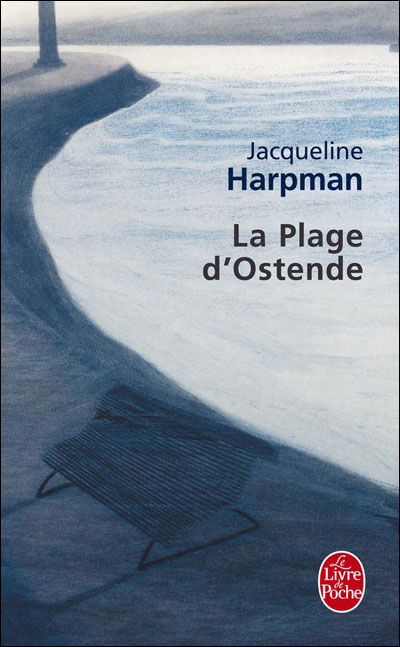 Jacqueline
Harpman
La Plage
d'Ostende
Le
Livre
de
Poche